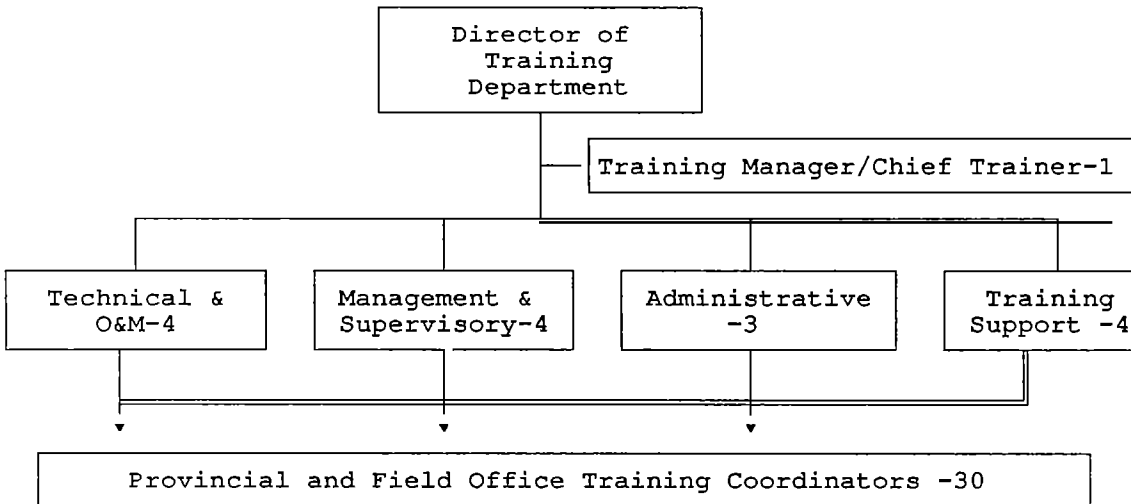 Director of
Training
Department
Training Manager/Chief Trainer-1
Technical &
O&M-4
Management &
Supervisory-4
Administrative
-3
Training
Support -4
Provincial and Field Office Training Coordinators -30